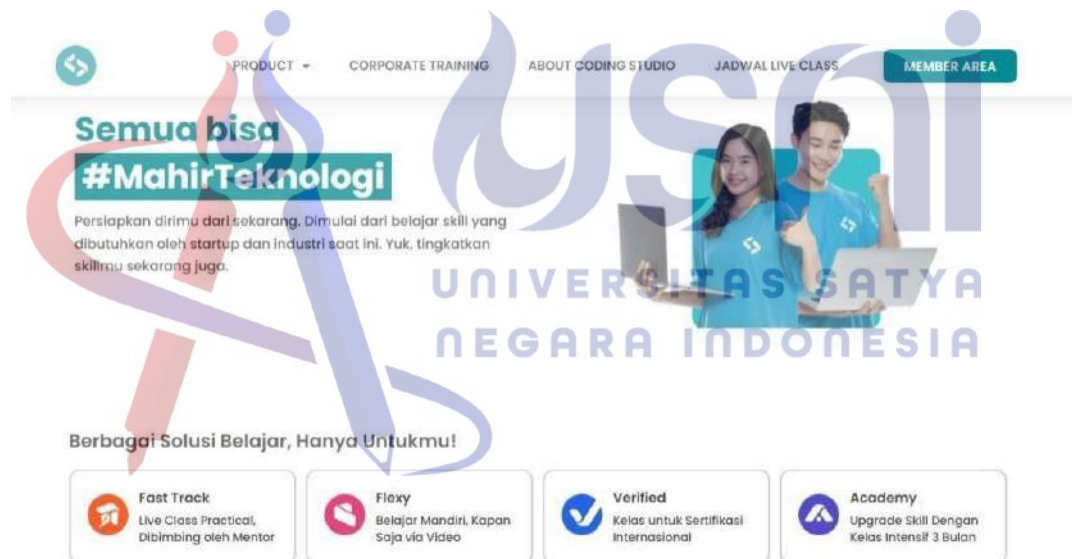 PRODUCT CORPORATE TRAINING ABOUT CODING STUDIO JADWAL LIVE CLASS MEMBER AREA
Semua bisa
#MahirTeknologi
Persiapkan dirimu dari sekarang. Dimulai dari belajar skill yang
dibutuhkan oleh startup dan industri saat ini. Yuk, tingkatkan
skillmu sekarang juga.
usni
UNIVERSITAS SATYA
NEGARA INDONESIA
Berbagai Solusi Belajar, Hanya Untukmu!
Fast Track
Live Class Practical,
Dibimbing oleh Mentor
Flexy
Belajar Mandiri, Kapan
Saja via Video
Verified
Kelas untuk Sertifikasi
Internasional
Academy
Upgrade Skill Dengan
Kelas Intensif 3 Bulan